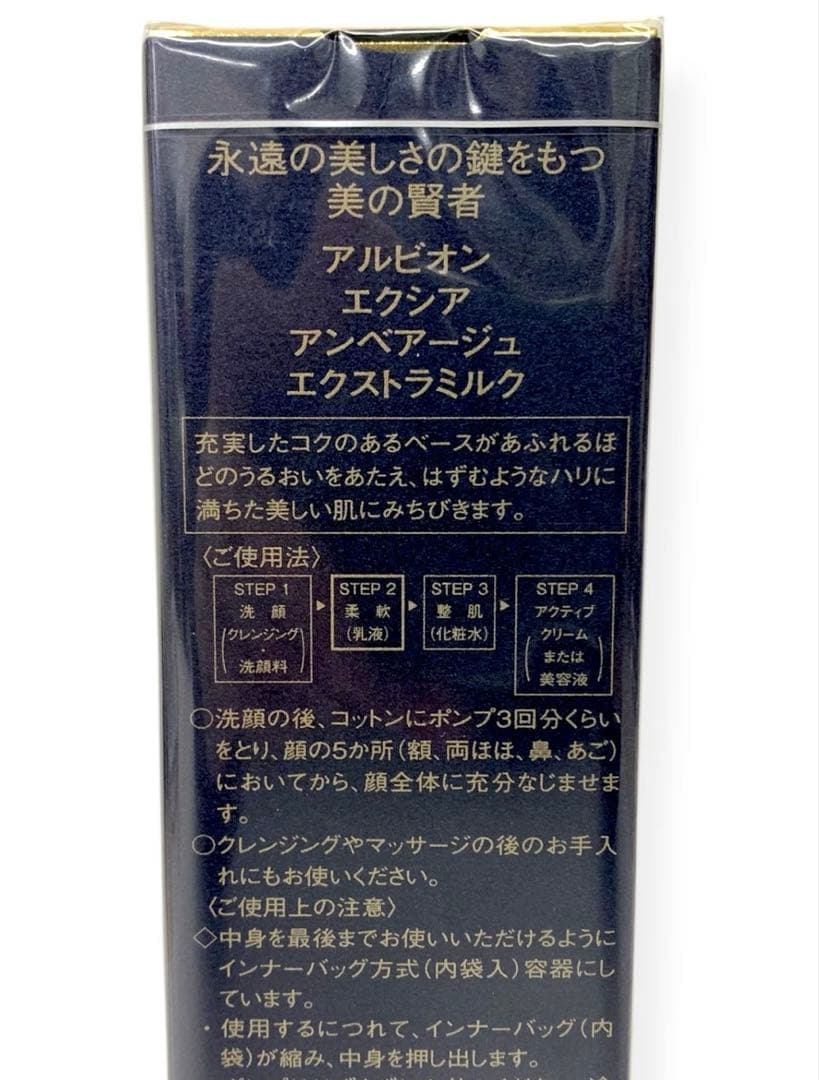 永遠の美しさの鍵をもつ
美の賢者
アルビオン
エクシア
アンベアージュ
エクストラミルク
充実したコクのあるベースがあふれるほ
どのうるおいをあたえ、はずむようなハリに
満ちた美しい肌にみちびきます。
〈ご使用法〉
STEP 1
洗顔
(クレンジング・洗顔料)
STEP 2
柔軟
(乳液)
STEP 3
整肌
(化粧水)
STEP 4
アクティブ
クリーム
または
美容液
○洗顔の後、コットンにポンプ3回分くらい
をとり、顔の5か所(額、両ほほ、鼻、あご)
においてから、顔全体に充分なじませま
す。
○クレンジングやマッサージの後のお手入
れにもお使いください。
〈ご使用上の注意〉
◇中身を最後までお使いいただけるように
インナーバッグ方式(内袋入)容器にし
ています。
・使用するにつれて、インナーバッグ(内
袋)が縮み、中身を押し出します。